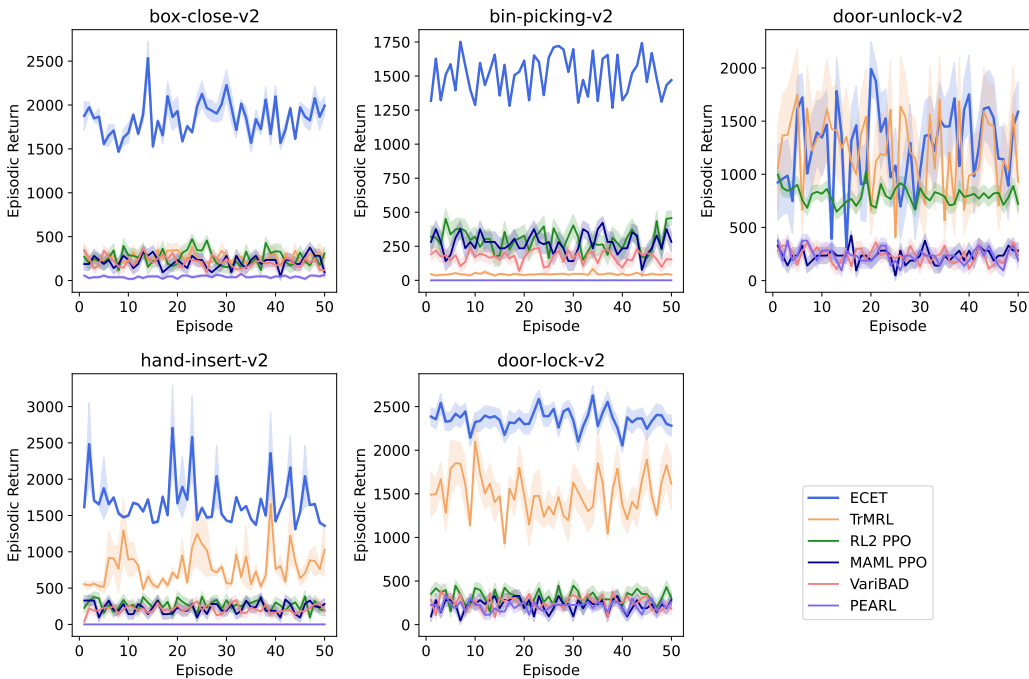 box-close-v2
bin-picking-v2
door-unlock-v2
Episodic Return
2500
2000
1500
1000
500
0
0 10 20 30 40 50
Episode
Episodic Return
1750
1500
1250
1000
750
500
250
0
0 10 20 30 40 50
Episode
Episodic Return
2000
1500
1000
500
0
0 10 20 30 40 50
Episode
hand-insert-v2
door-lock-v2
Episodic Return
3000
2500
2000
1500
1000
500
0
0 10 20 30 40 50
Episode
Episodic Return
2500
2000
1500
1000
500
0
0 10 20 30 40 50
Episode
ECET
TrMRL
RL2 PPO
MAML PPO
VariBAD
PEARL